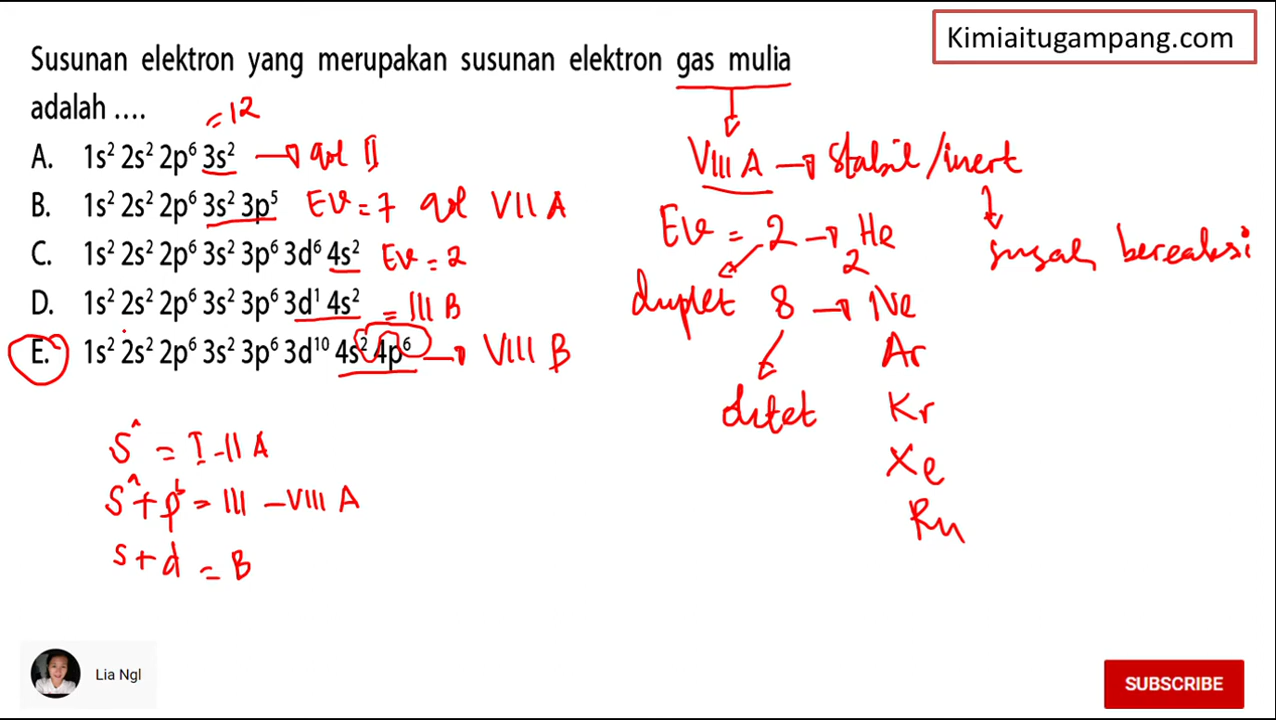 Kimiaitugampang.com
Susunan elektron yang merupakan susunan elektron gas mulia
adalah ....
= 12
A. 1s² 2s² 2p⁶ 3s² → gol II
B. 1s² 2s² 2p⁶ 3s² 3p⁵ EV = 7 gol VII A
C. 1s² 2s² 2p⁶ 3s² 3p⁶ 3d⁶ 4s² EV = 2
D. 1s² 2s² 2p⁶ 3s² 3p⁶ 3d¹ 4s² = III B
E. 1s² 2s² 2p⁶ 3s² 3p⁶ 3d¹⁰ 4s² 4p⁶ → VIII B
S = I - II A
S + p = III - VIII A
s + d = B
VIII A → Stabil / inert
susah bereaksi
EV = 2 → He
2
duplet 8 → Ne
Ar
oktet Kr
Xe
Rn
Lia Ngl
SUBSCRIBE